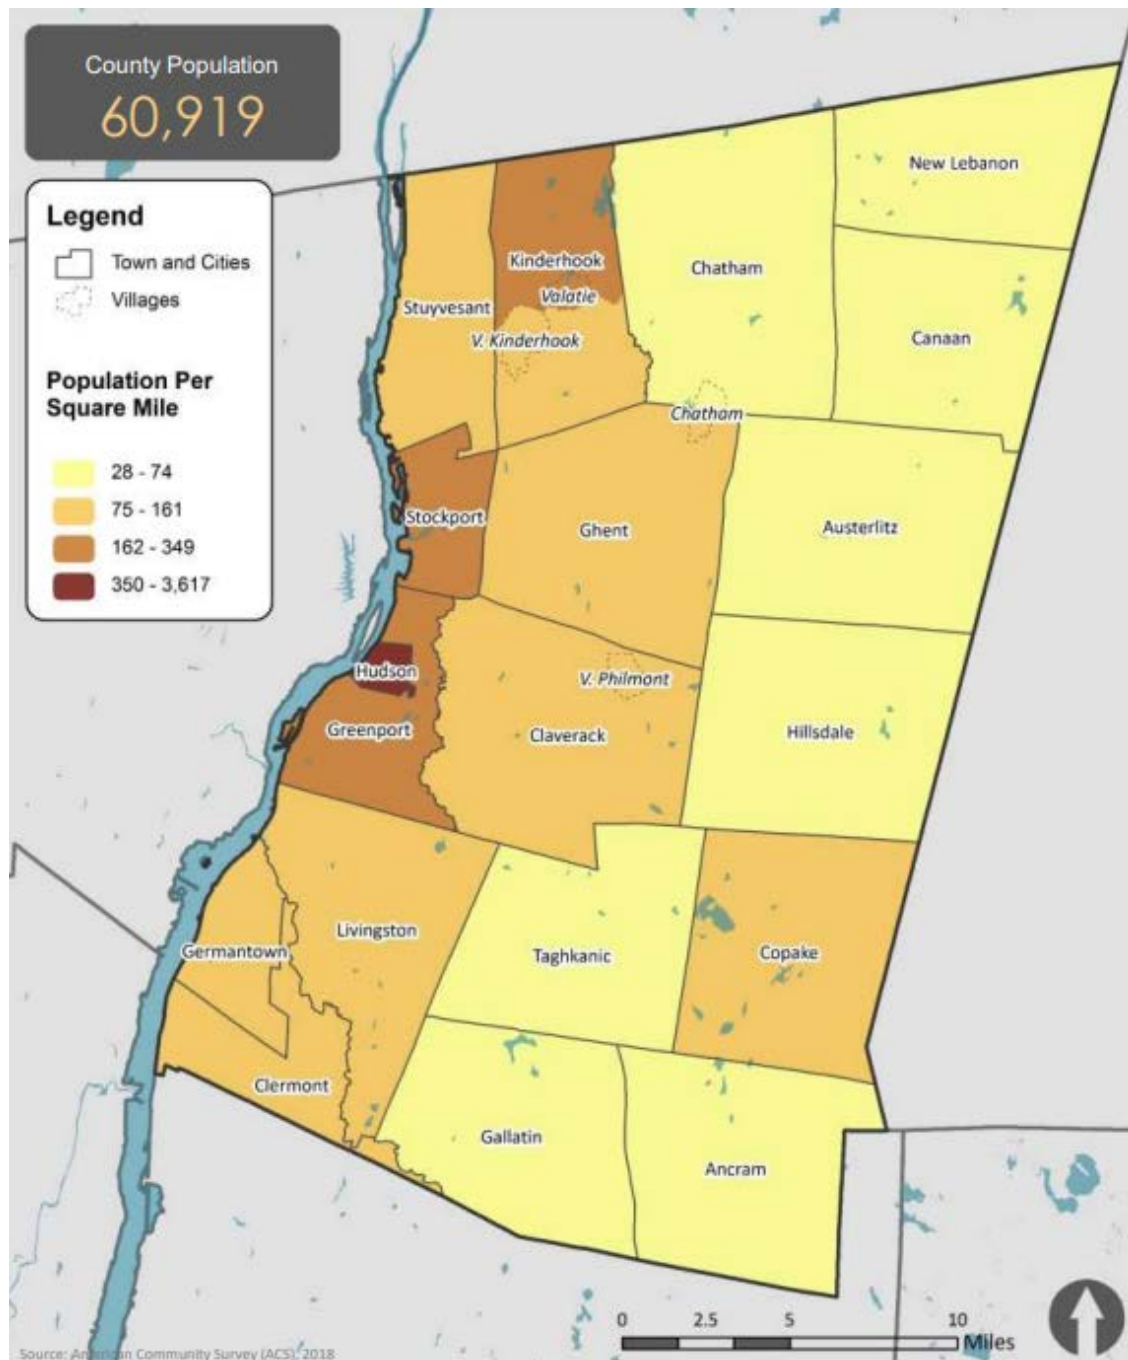 County Population
60,919
Legend
Town and Cities
Villages
Population Per
Square Mile
28 - 74
75 - 161
162 - 349
350 - 3,617
New Lebanon
Kinderhook
Chatham
Valatie
Stuyvesant
V. Kinderhook
Canaan
Chatham
Stockport
Ghent
Austerlitz
Hudson
V. Philmont
Greenport
Claverack
Hillsdale
Livingston
Germantown
Taghkanic
Copake
Clermont
Gallatin
Ancram
0 2.5 5 10
Miles
Source: American Community Survey (ACS), 2018